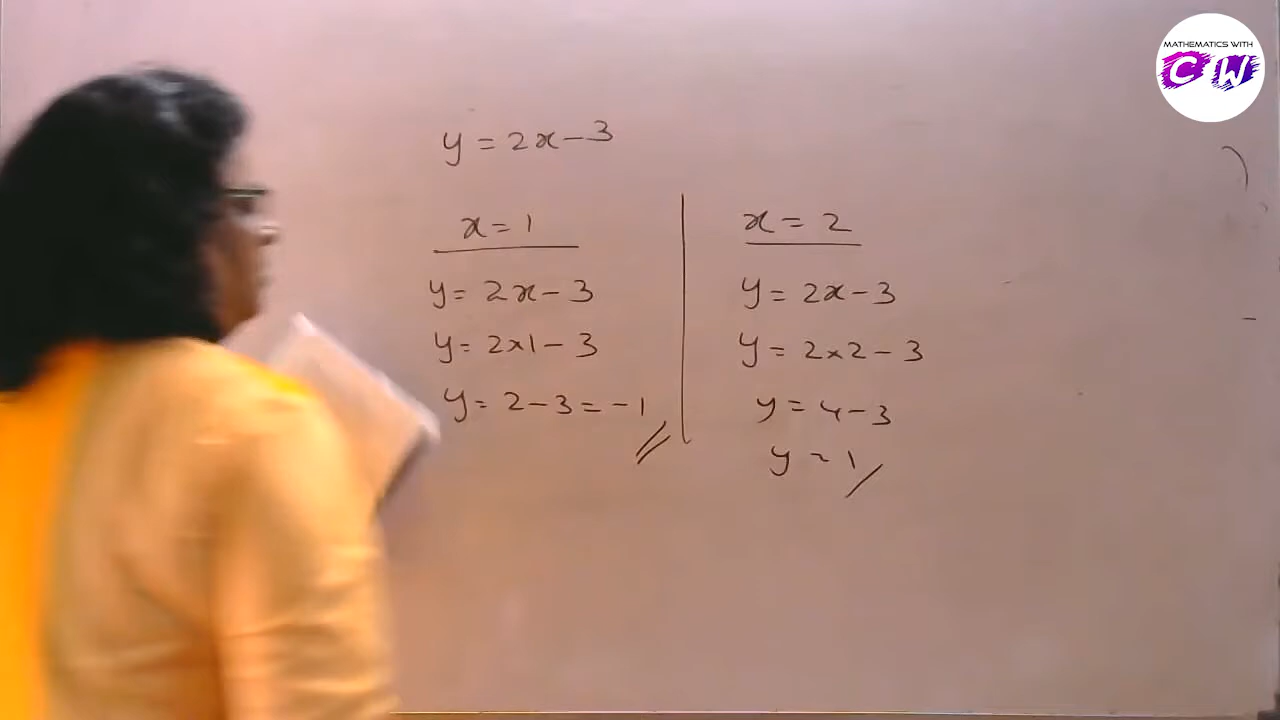 MATHEMATICS WITH
CW
y = 2x - 3
x = 1
y = 2x - 3
y = 2x1 - 3
y = 2 - 3 = -1
x = 2
y = 2x - 3
y = 2x2 - 3
y = 4 - 3
y = 1